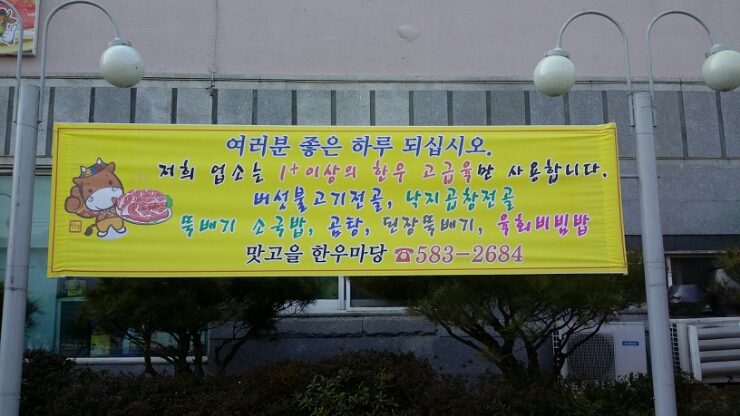 여러분 좋은 하루 되십시오.
저희 업소는 1+이상의 한우 고급육만 사용합니다.
버섯불고기전골, 낙지곱창전골
뚝배기 소국밥, 곰탕, 된장뚝배기, 육회비빔밥
맛고을 한우마당 ☎583-2684